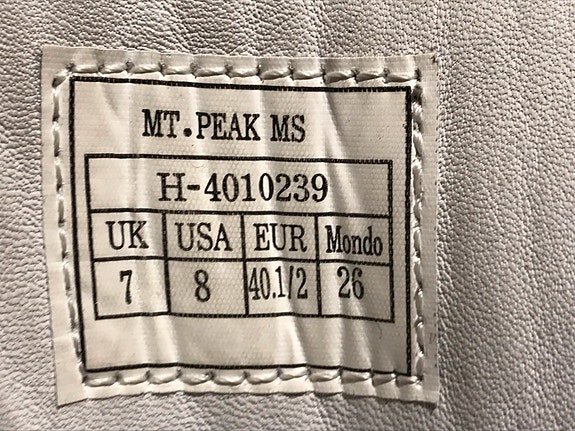 MT.PEAK MS
H-4010239
UK USA EUR Mondo
7 8 40.1/2 26